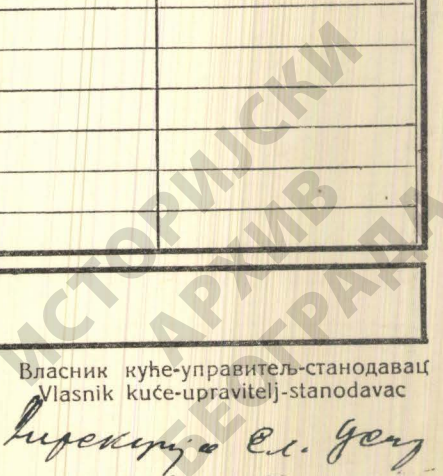 ИСТОРИЈСКИ
АРХИВ
БЕОГРАДА
Власник куће-управитељ-станодавац
Vlasnik kuće-upravitelj-stanodavac
Дирекција Ел.